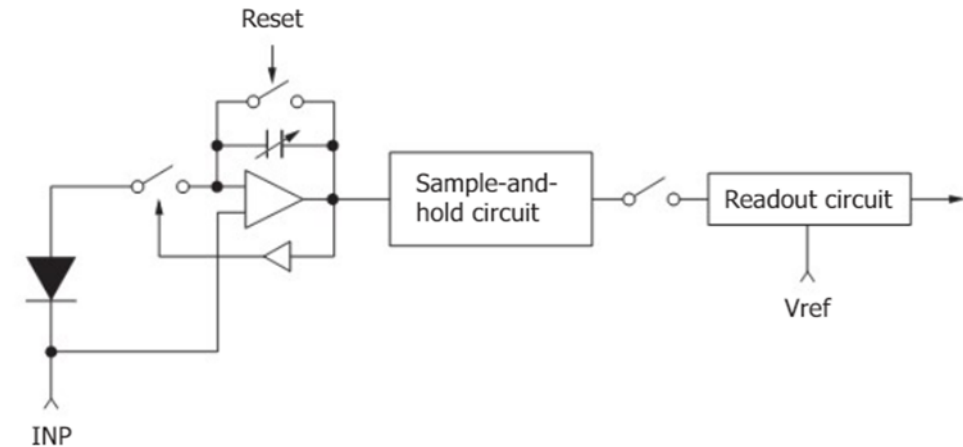 Reset
Sample-and-
hold circuit
Readout circuit
Vref
INP